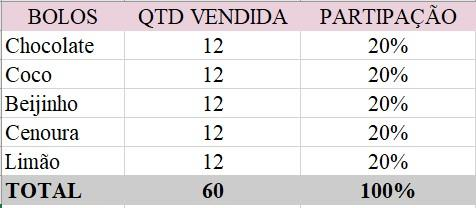 BOLOS QTD VENDIDA PARTIPAÇÃO
Chocolate 12 20%
Coco 12 20%
Beijinho 12 20%
Cenoura 12 20%
Limão 12 20%
TOTAL 60 100%